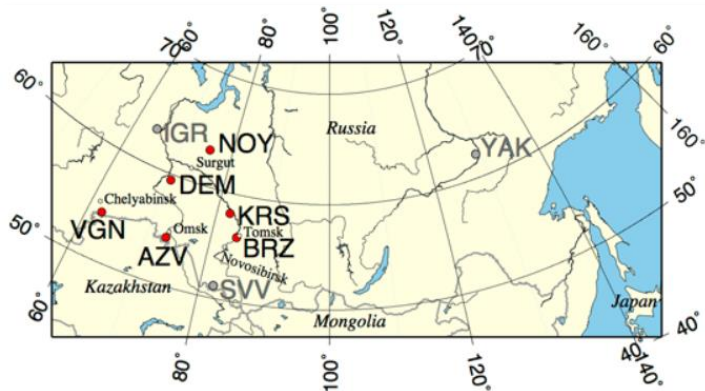 70° 80° 100° 120° 140° 160° 60°
60°
IGR NOY Russia YAK
Surgut
DEM
160°
Chelyabinsk
KRS
50°
VGN Omsk Tomsk
50°
AZV BRZ
Novosibirsk
Kazakhstan SVV Japan
60° Mongolia 40°
80° 100° 120° 40° 140°